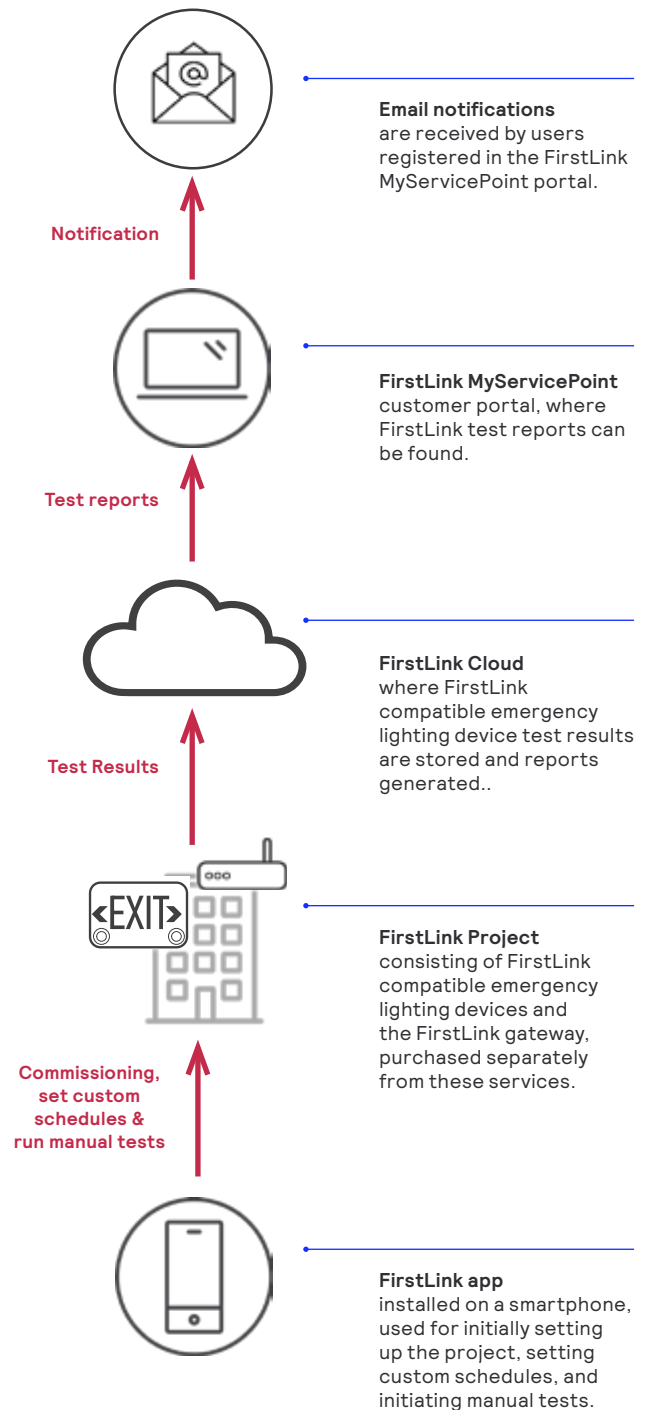 @
Email notifications
are received by users
registered in the FirstLink
MyServicePoint portal.
Notification
FirstLink MyServicePoint
customer portal, where
FirstLink test reports can
be found.
Test reports
FirstLink Cloud
where FirstLink
compatible emergency
lighting device test results
are stored and reports
generated..
Test Results
<EXIT>
FirstLink Project
consisting of FirstLink
compatible emergency
lighting devices and
the FirstLink gateway,
purchased separately
from these services.
Commissioning,
set custom
schedules &
run manual tests
FirstLink app
installed on a smartphone,
used for initially setting
up the project, setting
custom schedules, and
initiating manual tests.